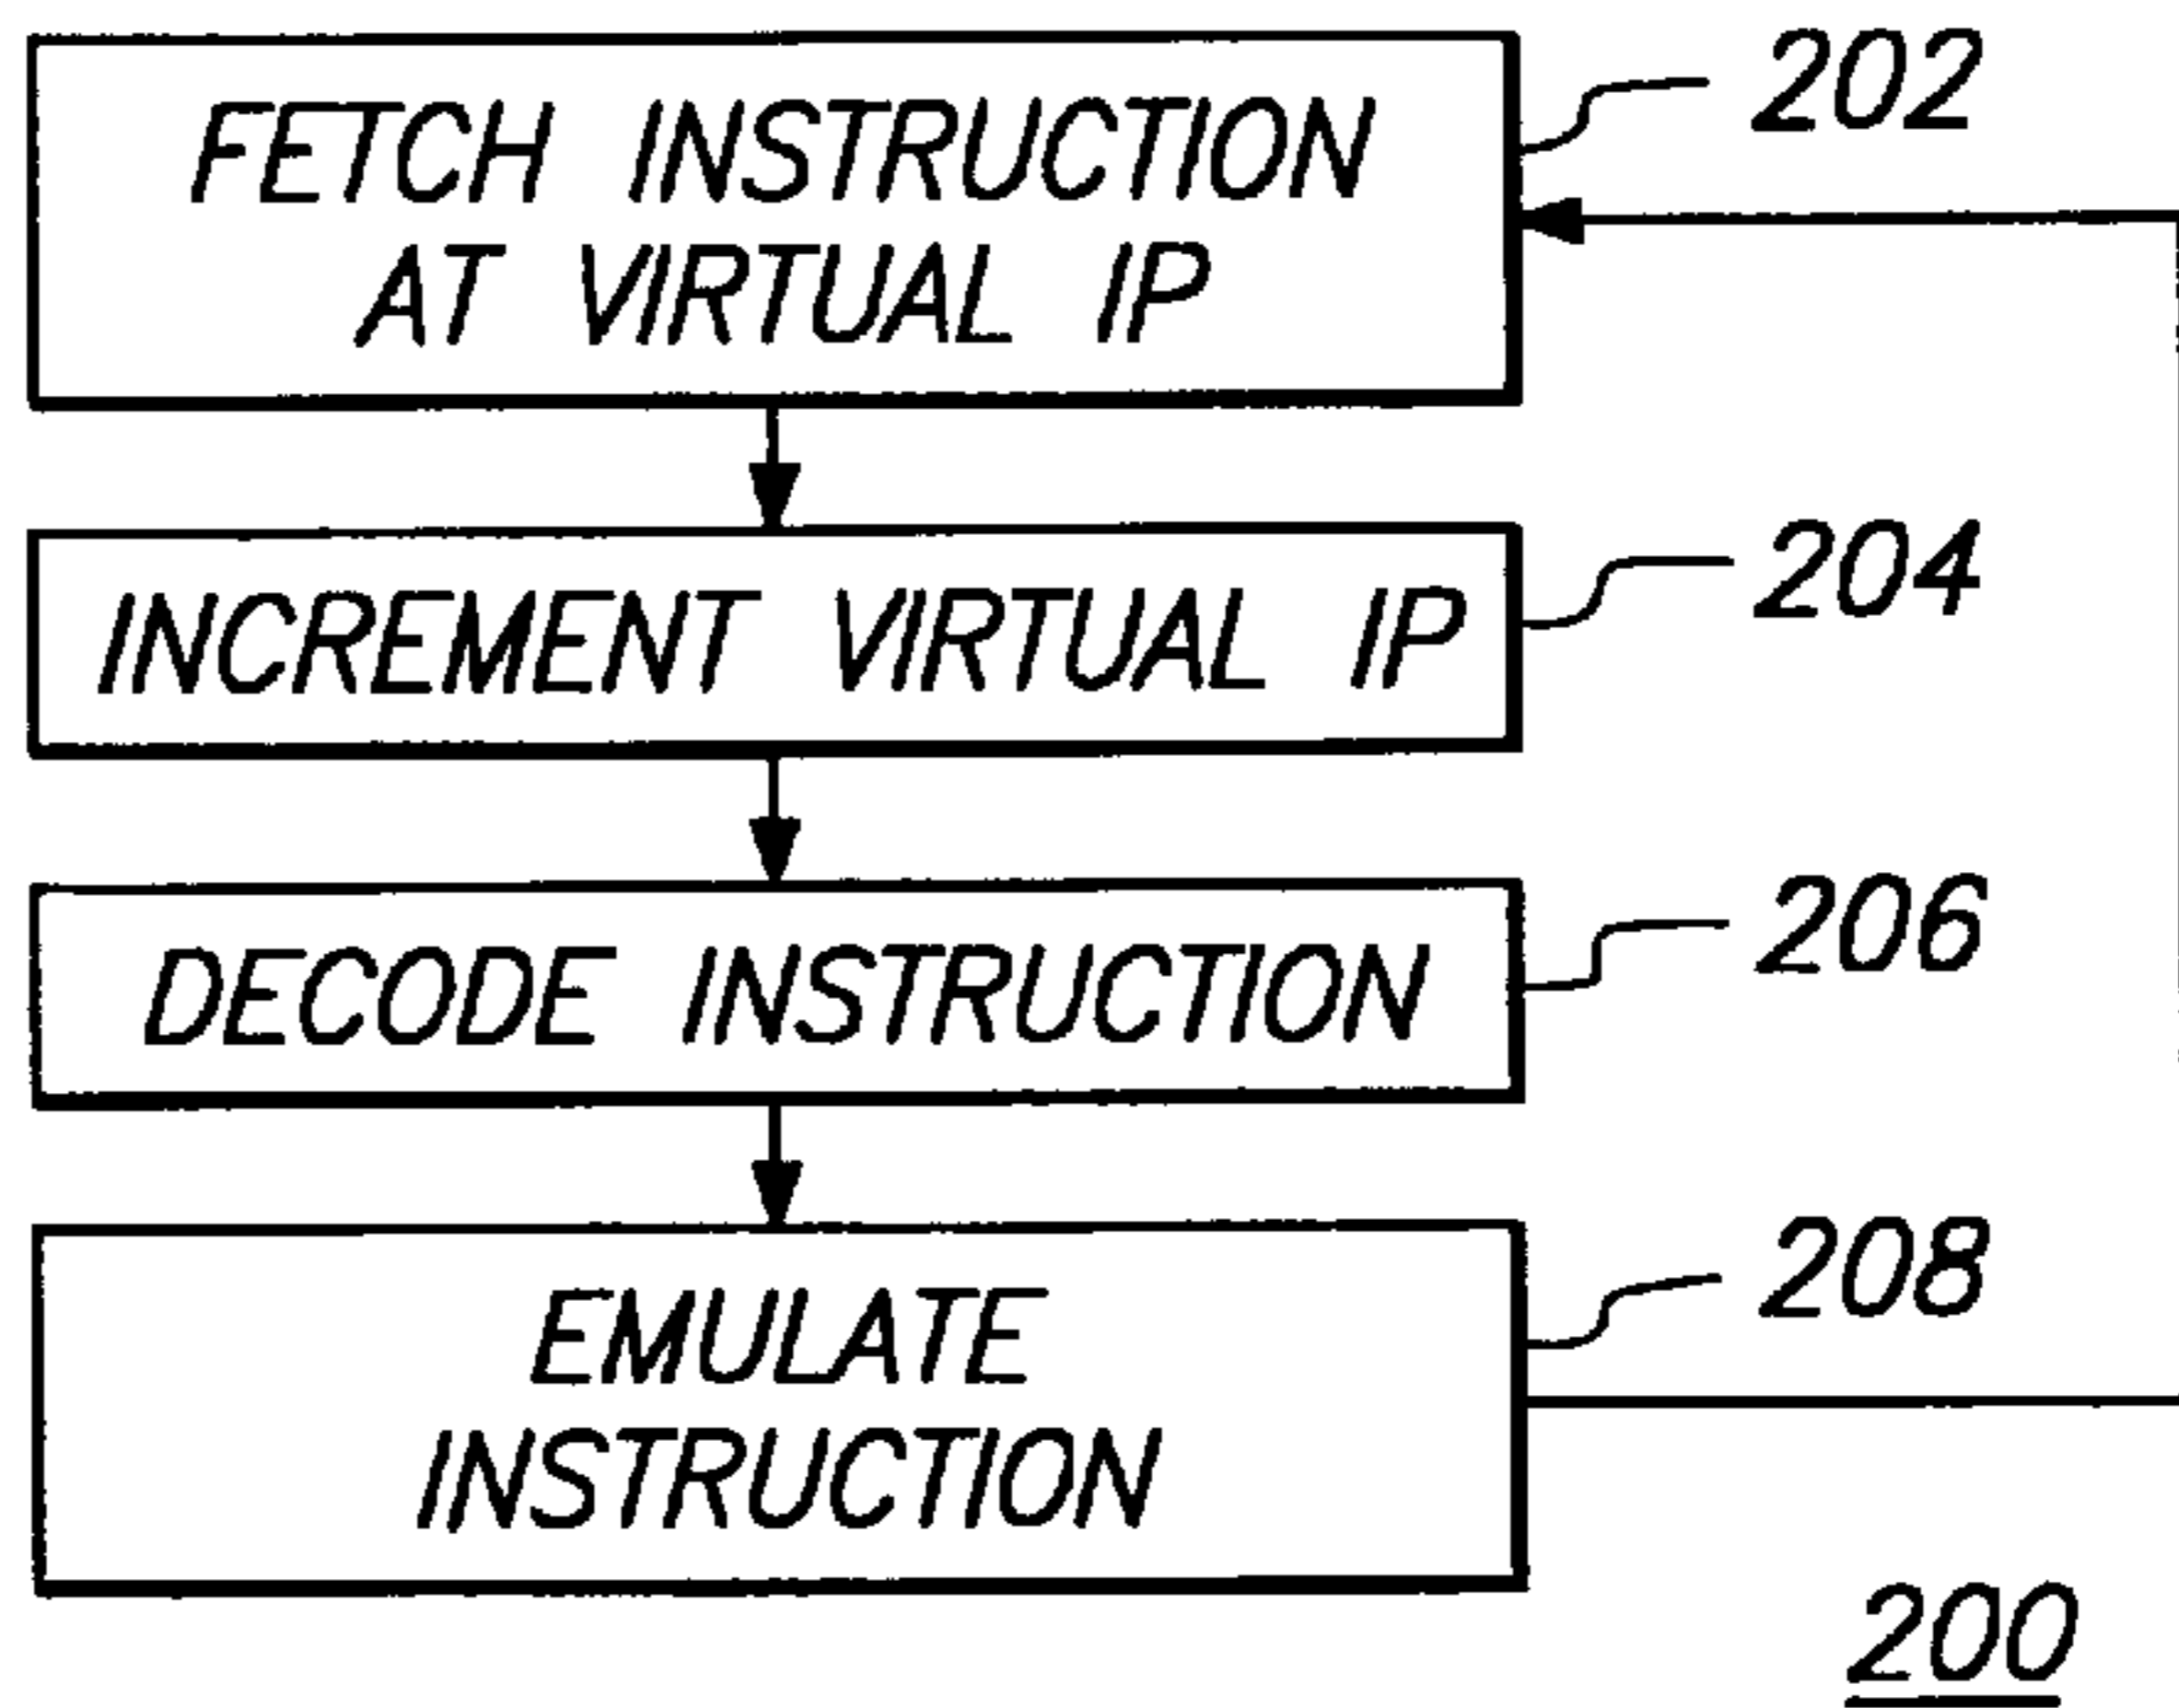 FETCH INSTRUCTION
AT VIRTUAL IP
202
INCREMENT VIRTUAL IP
204
DECODE INSTRUCTION
206
EMULATE
INSTRUCTION
208
200